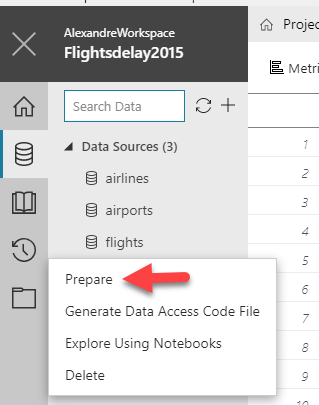 AlexandreWorkspace
Flightsdelay2015
Search Data
Data Sources (3)
airlines
airports
flights
Prepare
Generate Data Access Code File
Explore Using Notebooks
Delete
Projec
Metri
1
2
3
4
5
6
7
8
9
10